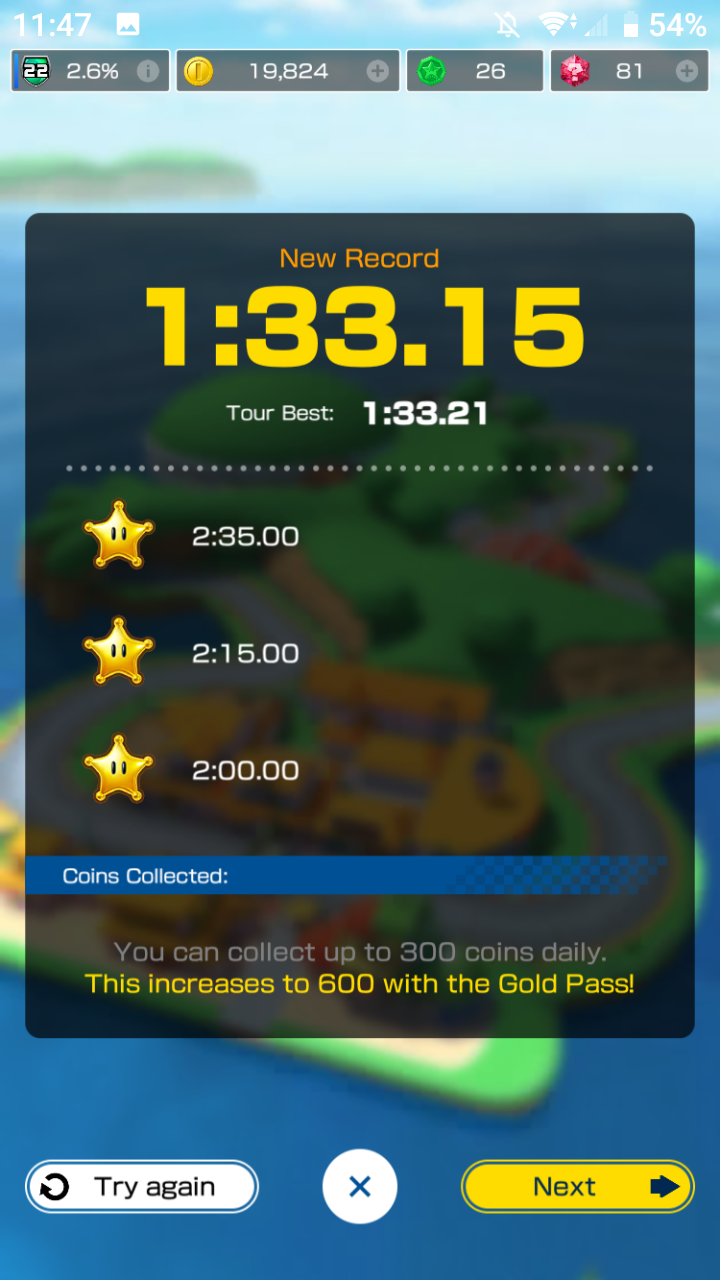 11:47 54%
22 2.6% 19,824 26 81
New Record
1:33.15
Tour Best: 1:33.21
2:35.00
2:15.00
2:00.00
Coins Collected:
You can collect up to 300 coins daily.
This increases to 600 with the Gold Pass!
Try again Next